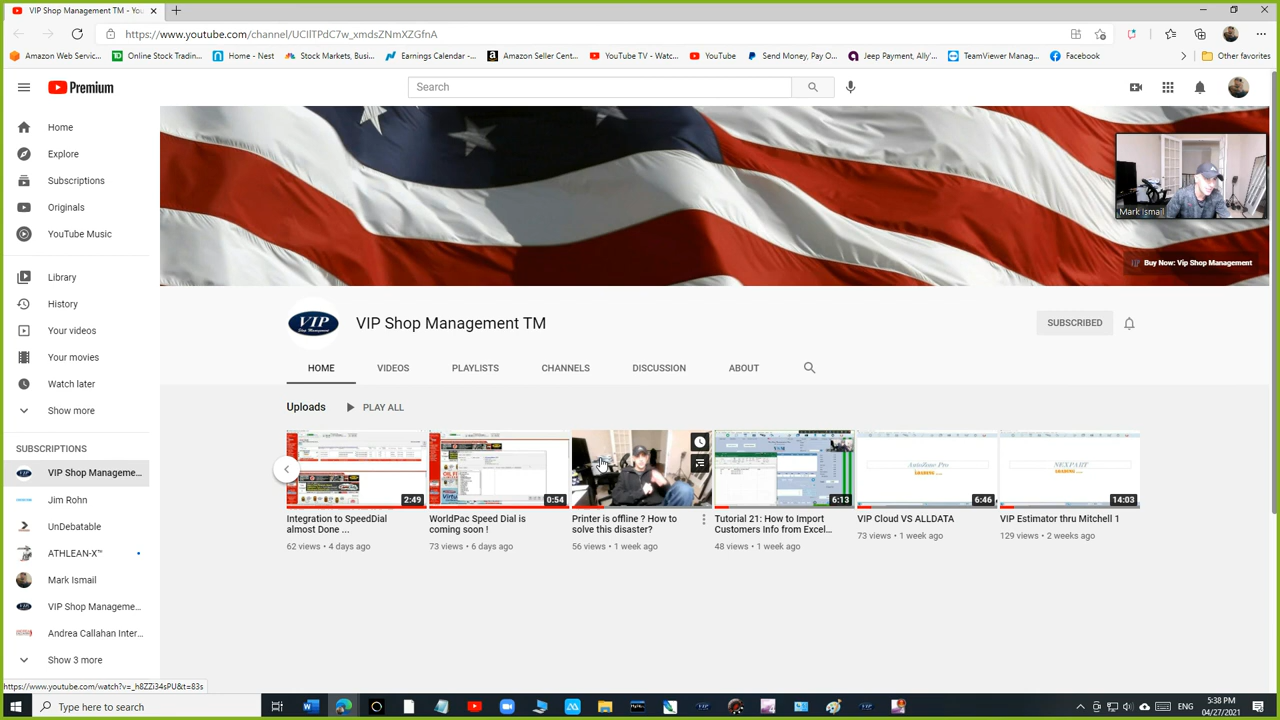 VIP Shop Management TM - You
https://www.youtube.com/channel/UCIITPdC7w_xmdsZNmXZGfnA
Amazon Web Servic... Online Stock Tradin... Home - Nest Stock Markets, Busi... Earnings Calendar -... Amazon Seller Cent... YouTube TV - Watc... YouTube Send Money, Pay O... Jeep Payment, Ally'... TeamViewer Manag... Facebook Other favorites
Premium
Search
Home
Explore
Subscriptions
Originals
YouTube Music
Library
History
Your videos
Your movies
Watch later
Show more
SUBSCRIPTIONS
VIP Shop Manageme...
Jim Rohn
UnDebatable
ATHLEAN-X™
Mark Ismail
VIP Shop Manageme...
Andrea Callahan Inter...
Show 3 more
Mark Ismail
Buy Now: Vip Shop Management
VIP
VIP Shop Management TM
SUBSCRIBED
HOME VIDEOS PLAYLISTS CHANNELS DISCUSSION ABOUT
Uploads PLAY ALL
2:49
Integration to SpeedDial
almost Done ...
62 views • 4 days ago
0:54
WorldPac Speed Dial is
coming soon !
73 views • 6 days ago
Printer is offline ? How to
solve this disaster?
56 views • 1 week ago
6:13
Tutorial 21: How to Import
Customers Info from Excel...
48 views • 1 week ago
AutoZone Pro
LOADING ....
6:46
VIP Cloud VS ALLDATA
73 views • 1 week ago
NEXPART
LOADING ....
14:03
VIP Estimator thru Mitchell 1
129 views • 2 weeks ago
https://www.youtube.com/watch?v=_h8ZZi34sPU&t=83s
Type here to search
ENG
5:38 PM
04/27/2021